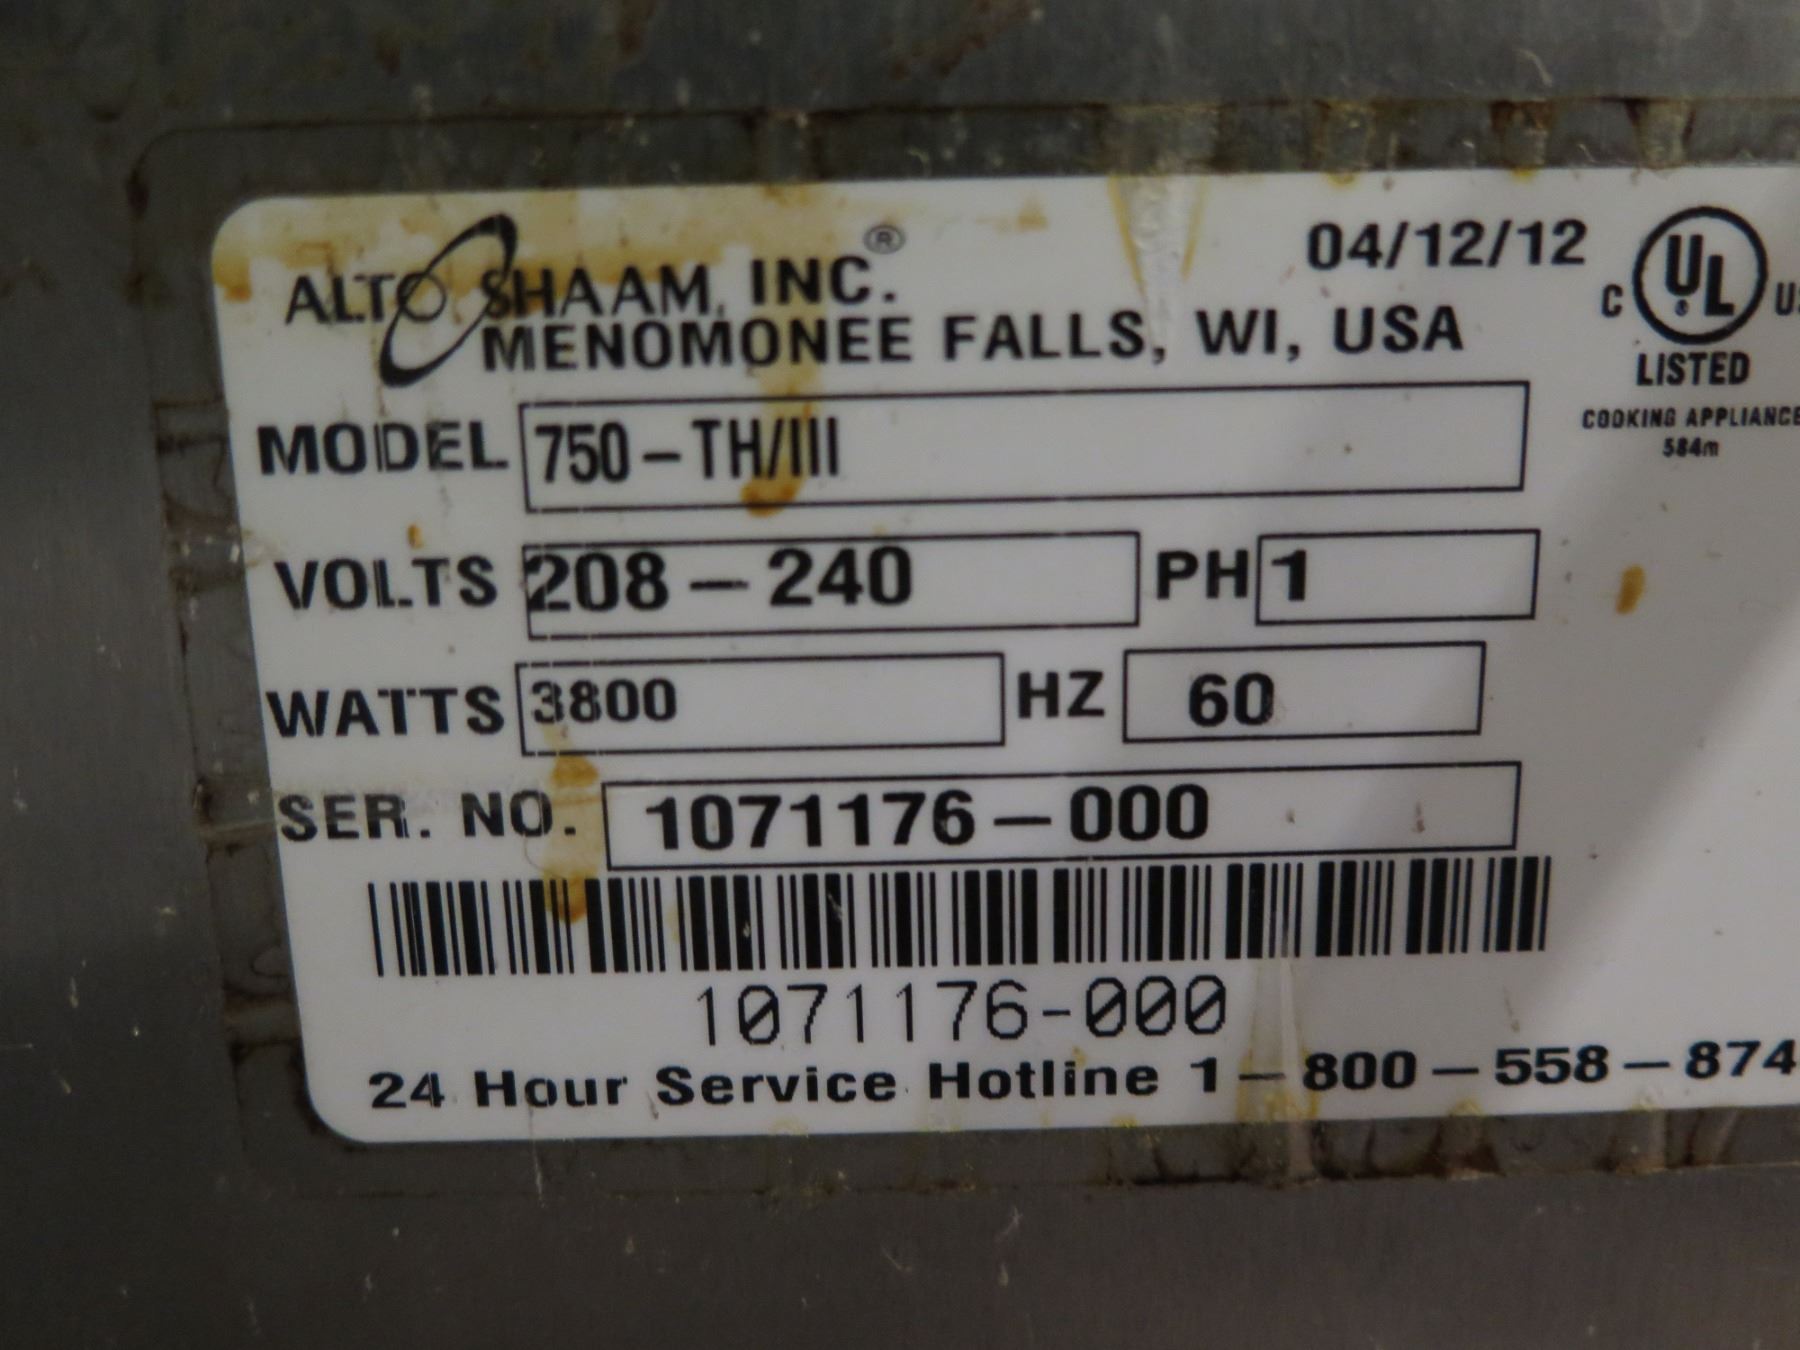 ALTO SHAAM, INC.®
04/12/12
MENOMONEE FALLS, WI, USA
C UL® US
LISTED
COOKING APPLIANCE
584m
MODEL 750-TH/III
VOLTS 208-240 PH 1
WATTS 3800 HZ 60
SER. NO. 1071176-000
1071176-000
24 Hour Service Hotline 1-800-558-874